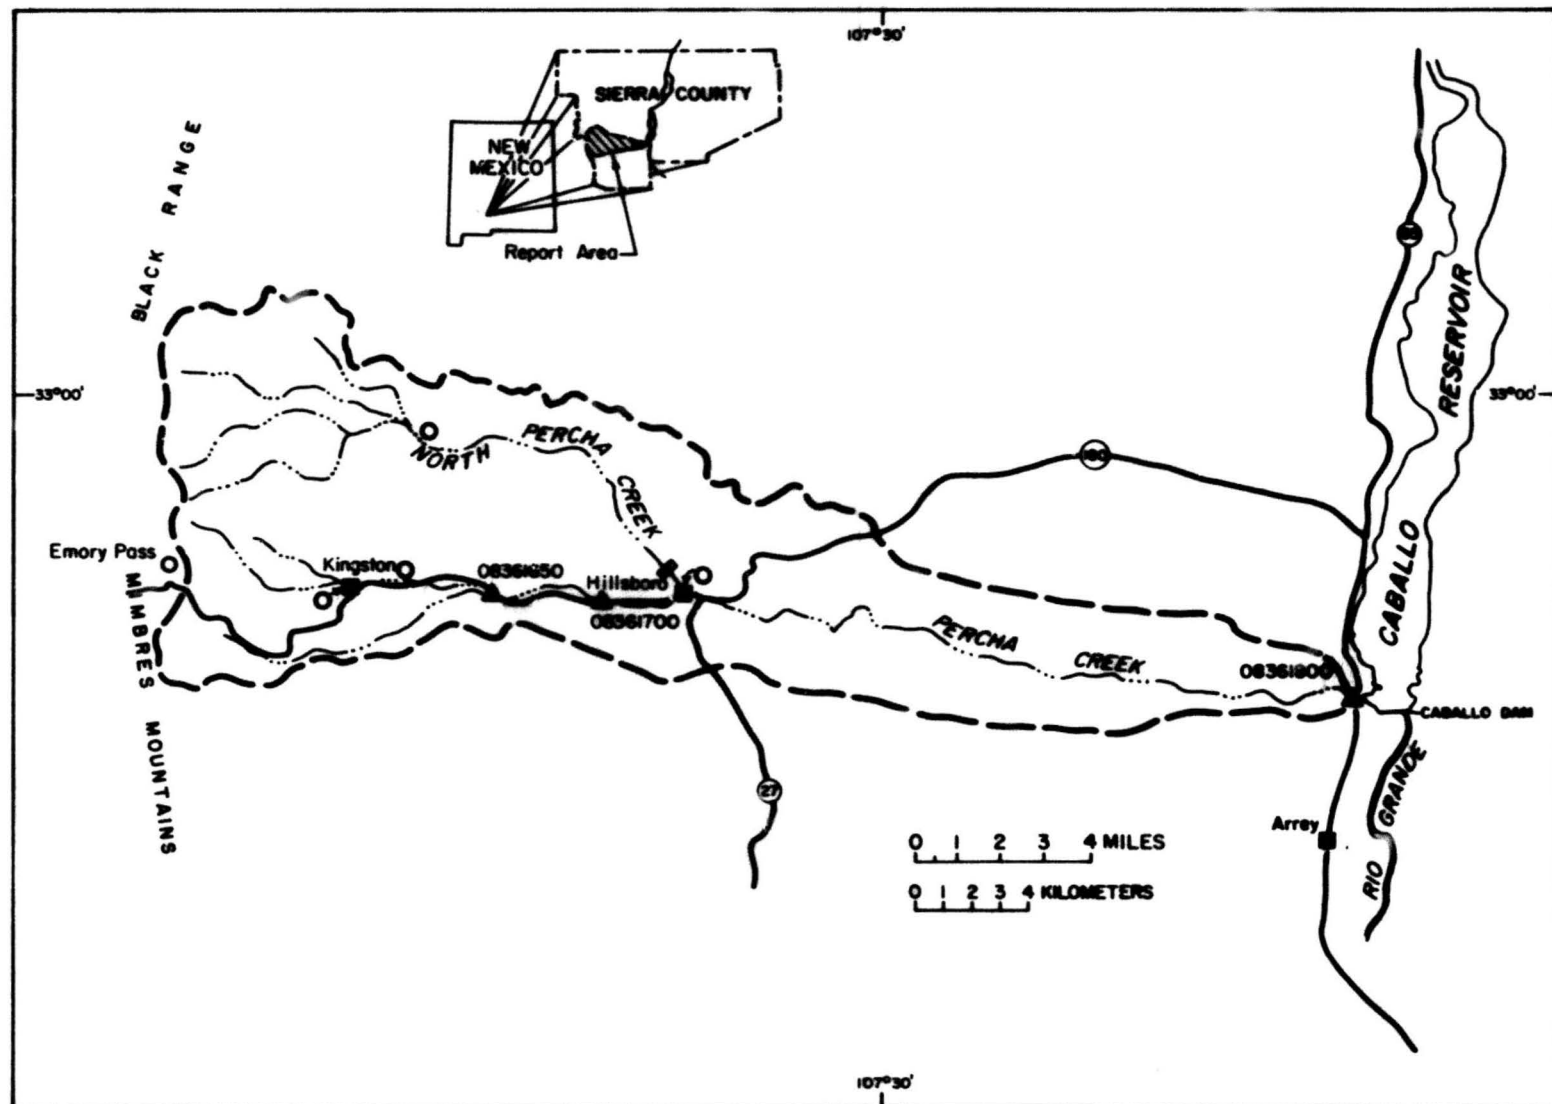 107°30'
SIERRA COUNTY
NEW
MEXICO
Report Area
BLACK RANGE
33°00'
33°00'
NORTH PERCHA CREEK
CABALLO RESERVOIR
180
Emory Pass
Kingston
08361650
Hillsboro
08361700
MIMBRES MOUNTAINS
PERCHA CREEK
08361800
CABALLO DAM
27
0 1 2 3 4 MILES
0 1 2 3 4 KILOMETERS
Arrey
RIO GRANDE
107°30'